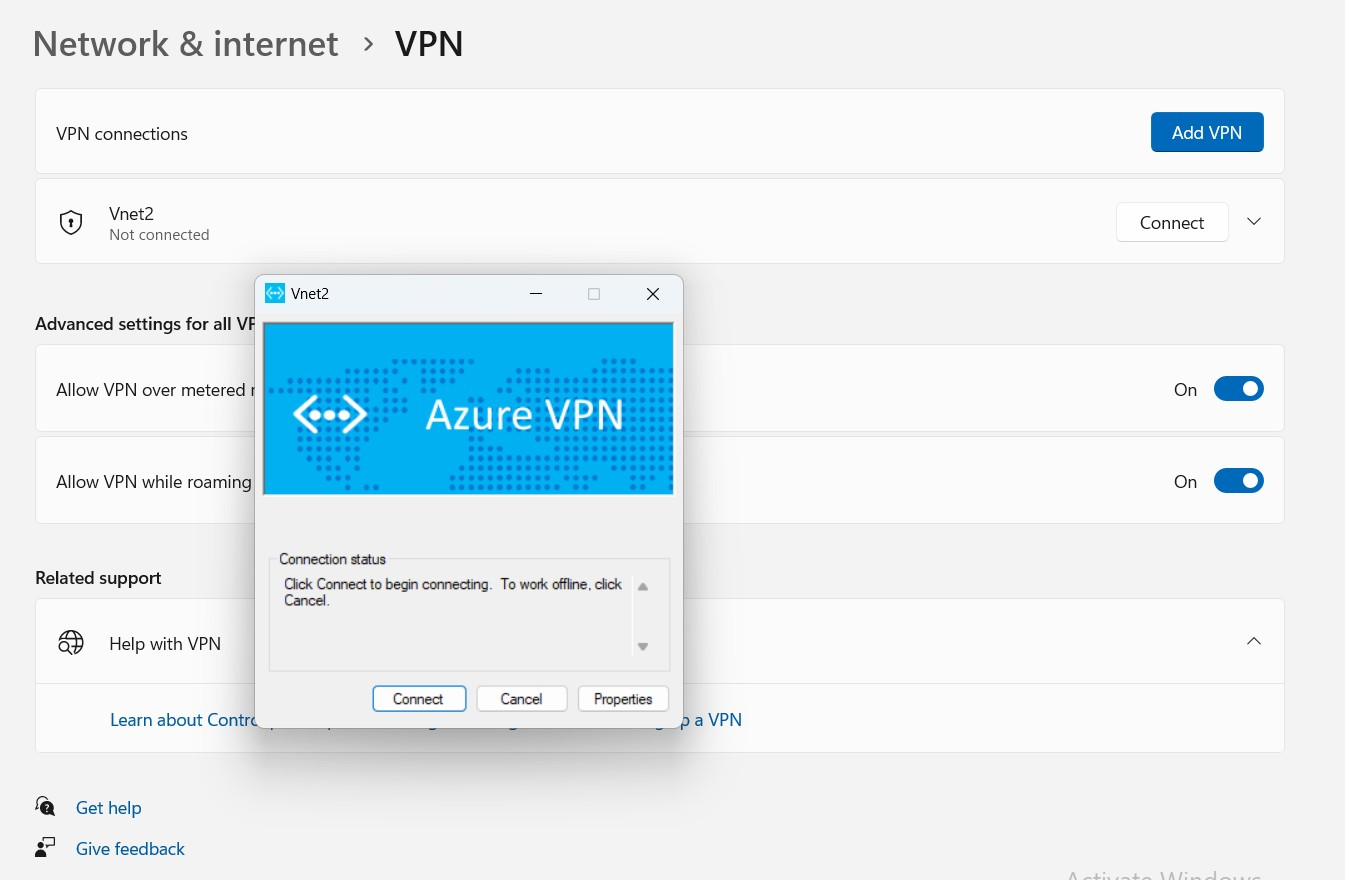 Network & internet > VPN
VPN connections
Add VPN
Vnet2
Not connected
Connect
Vnet2
Azure VPN
Connection status
Click Connect to begin connecting. To work offline, click
Cancel.
Connect
Cancel
Properties
Advanced settings for all
Allow VPN over metered
On
Allow VPN while roaming
On
Related support
Help with VPN
Learn about
a VPN
Get help
Give feedback
Activate Windows